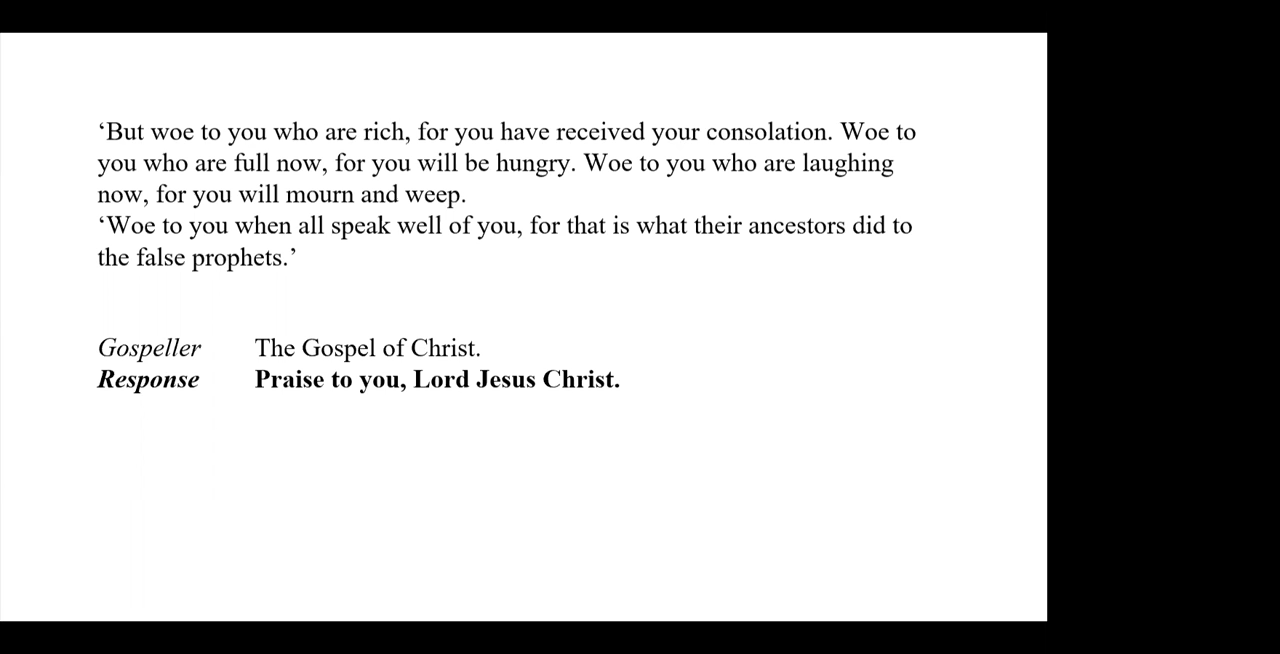 ‘But woe to you who are rich, for you have received your consolation. Woe to
you who are full now, for you will be hungry. Woe to you who are laughing
now, for you will mourn and weep.
‘Woe to you when all speak well of you, for that is what their ancestors did to
the false prophets.’
Gospeller The Gospel of Christ.
Response Praise to you, Lord Jesus Christ.